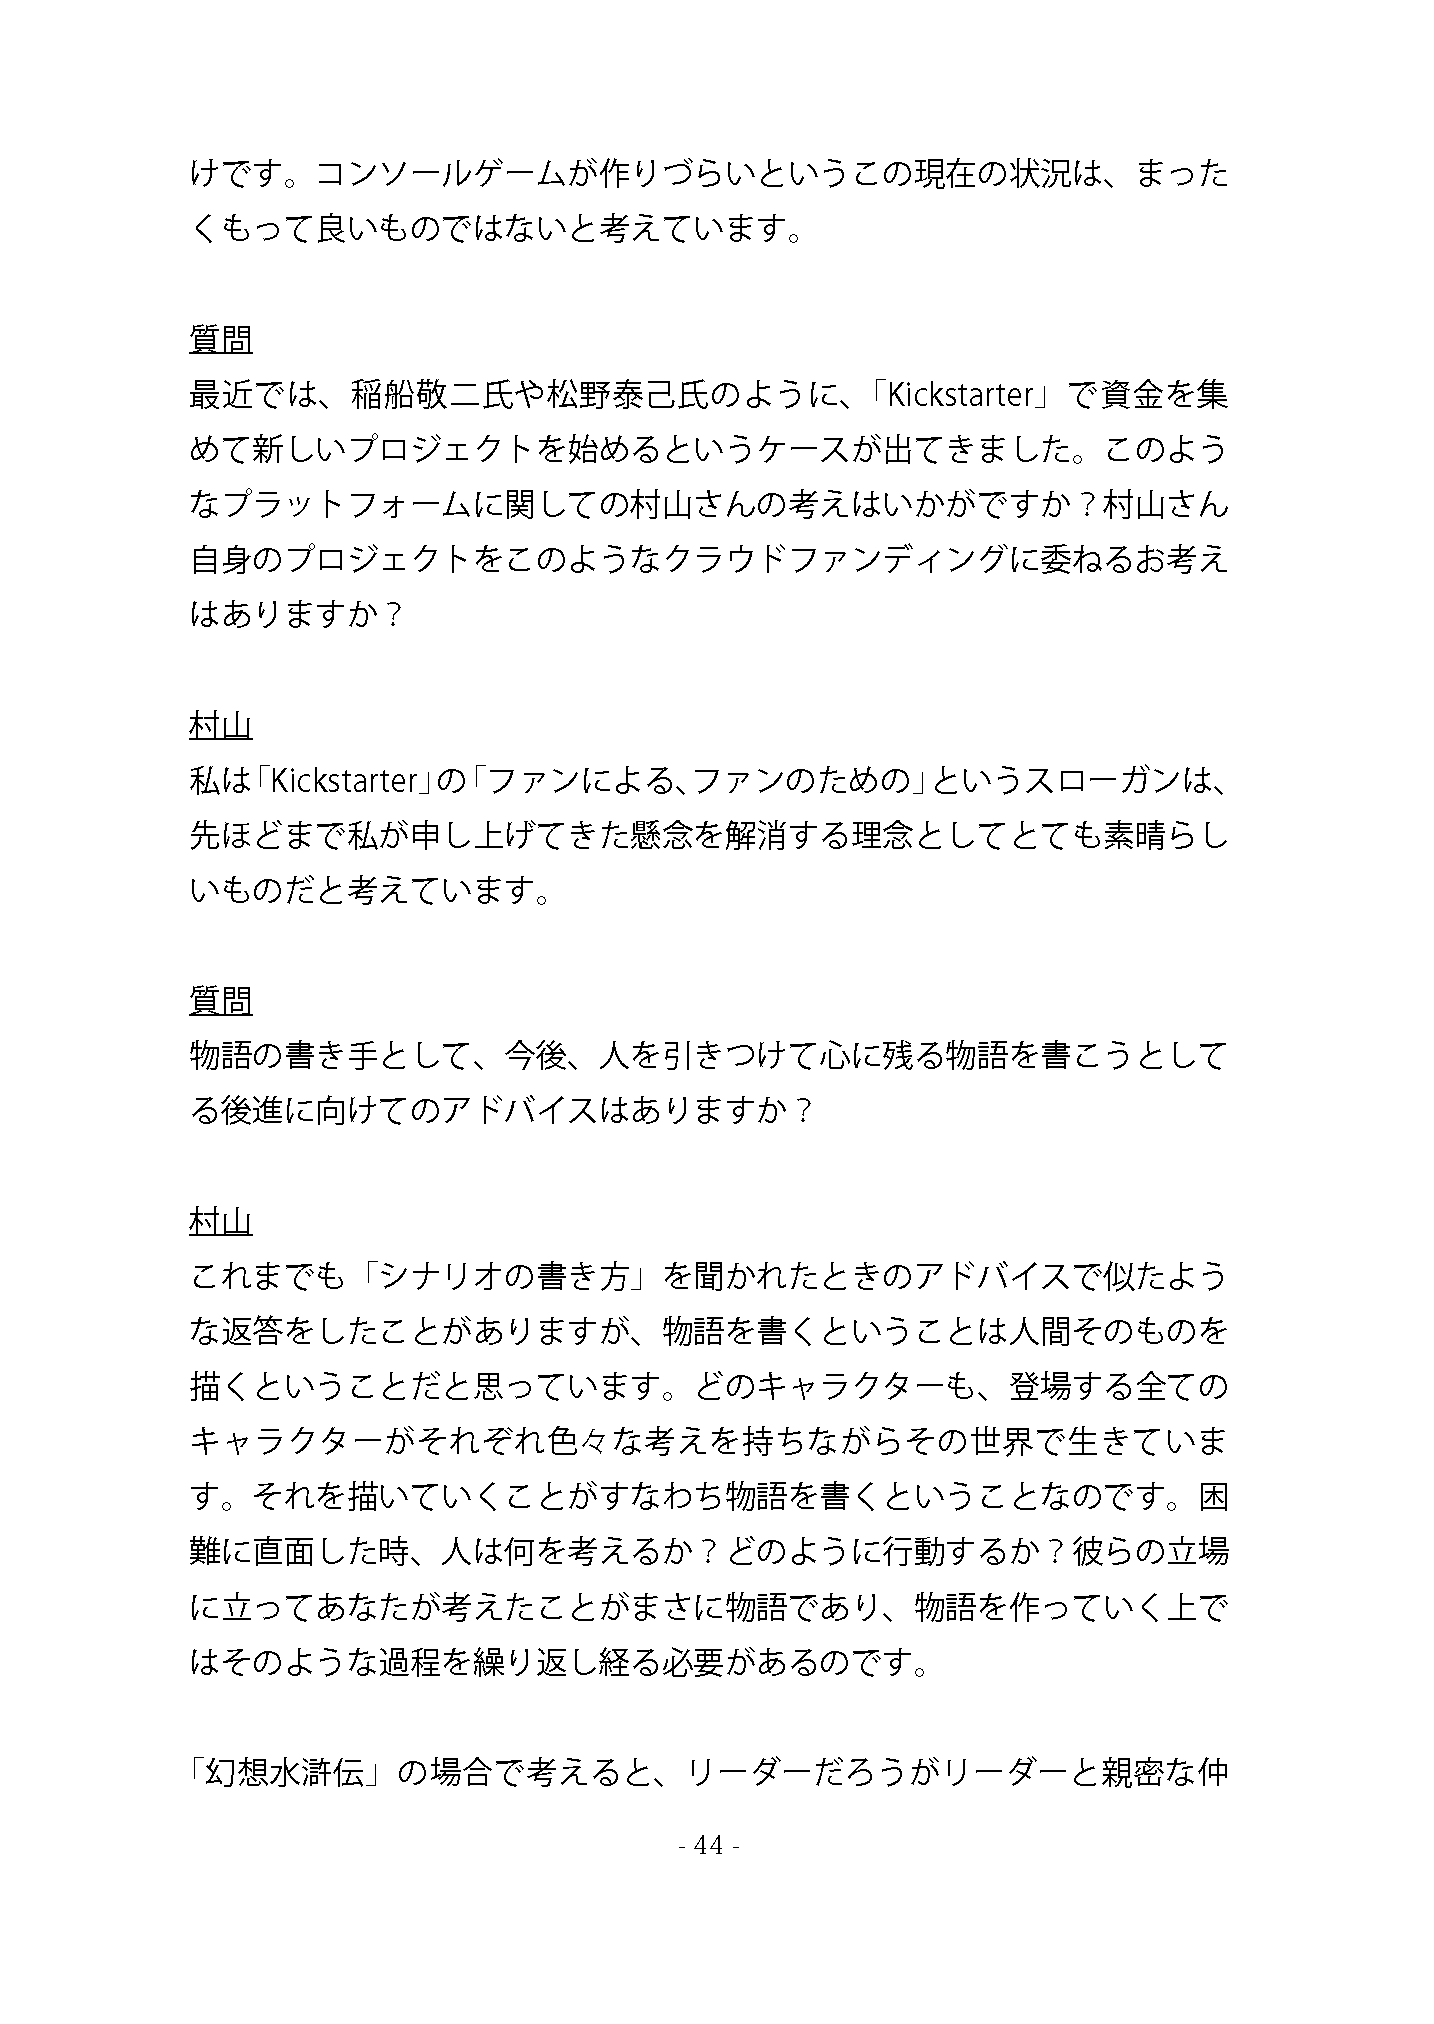 けです。コンソールゲームが作りづらいというこの現在の状況は、まった
くもって良いものではないと考えています。
質問
最近では、稲船敬二氏や松野泰己氏のように、「Kickstarter」で資金を集
めて新しいプロジェクトを始めるというケースが出てきました。このよう
なプラットフォームに関しての村山さんの考えはいかがですか？村山さん
自身のプロジェクトをこのようなクラウドファンディングに委ねるお考え
はありますか？
村山
私は「Kickstarter」の「ファンによる、ファンのための」というスローガンは、
先ほどまで私が申し上げてきた懸念を解消する理念としてとても素晴らし
いものだと考えています。
質問
物語の書き手として、今後、人を引きつけて心に残る物語を書こうとして
る後進に向けてのアドバイスはありますか？
村山
これまでも「シナリオの書き方」を聞かれたときのアドバイスで似たよう
な返答をしたことがありますが、物語を書くということは人間そのものを
描くということだと思っています。どのキャラクターも、登場する全ての
キャラクターがそれぞれ色々な考えを持ちながらその世界で生きていま
す。それを描いていくことがすなわち物語を書くということなのです。困
難に直面した時、人は何を考えるか？どのように行動するか？彼らの立場
に立ってあなたが考えたことがまさに物語であり、物語を作っていく上で
はそのような過程を繰り返し経る必要があるのです。
「幻想水滸伝」の場合で考えると、リーダーだろうがリーダーと親密な仲
- 44 -